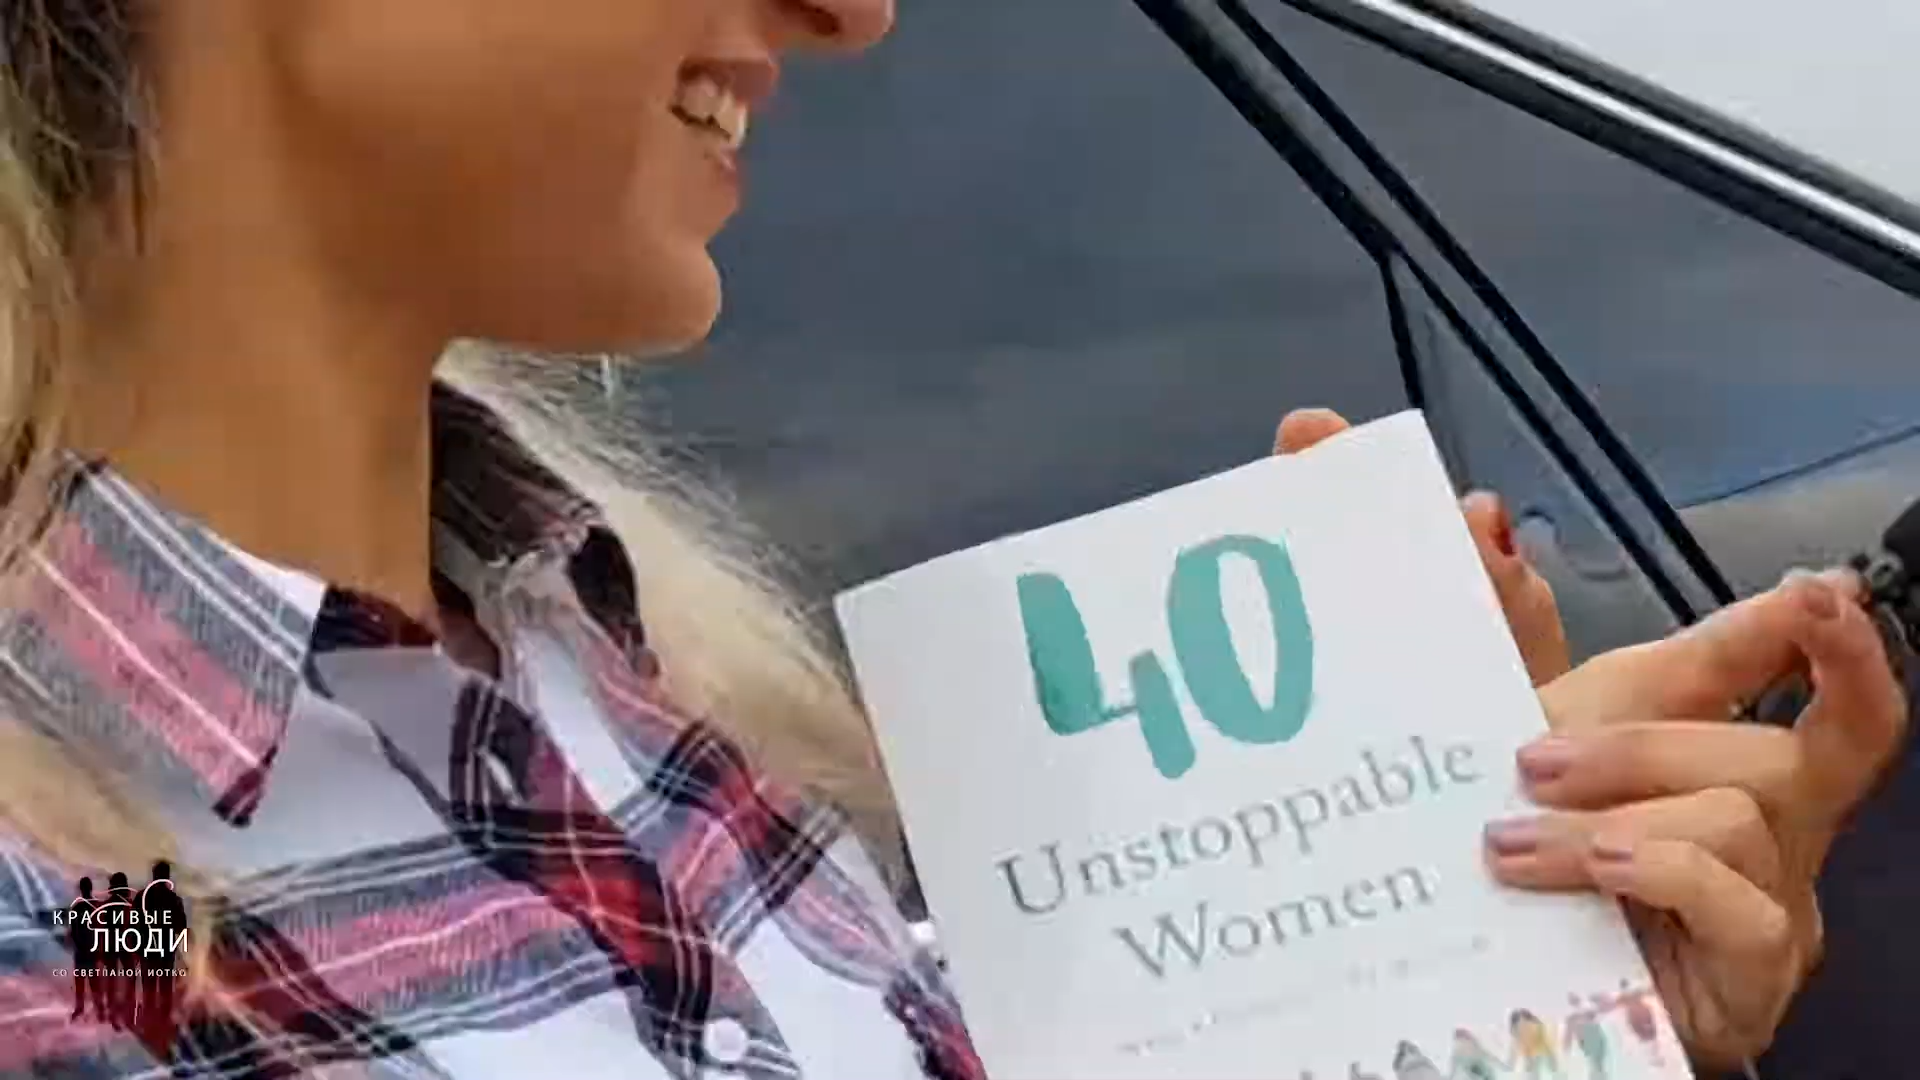 40
Unstoppable
Women
КРАСИВЫЕ
ЛЮДИ
СО СВЕТЛАНОЙ ИОТКО